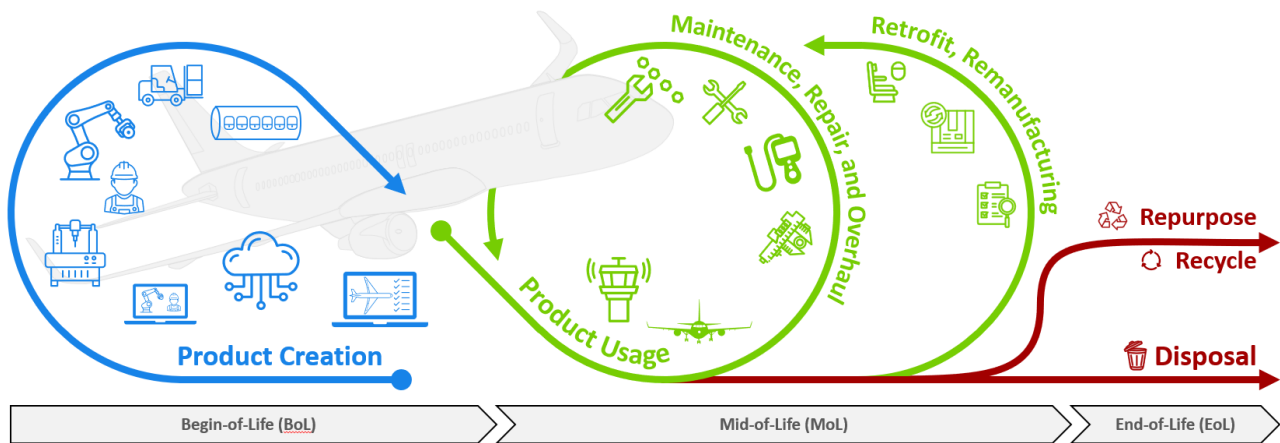 Product Creation
Product Usage
Maintenance, Repair, and Overhaul
Retrofit, Remanufacturing
Repurpose
Recycle
Disposal
Begin-of-Life (BoL)
Mid-of-Life (MoL)
End-of-Life (EoL)